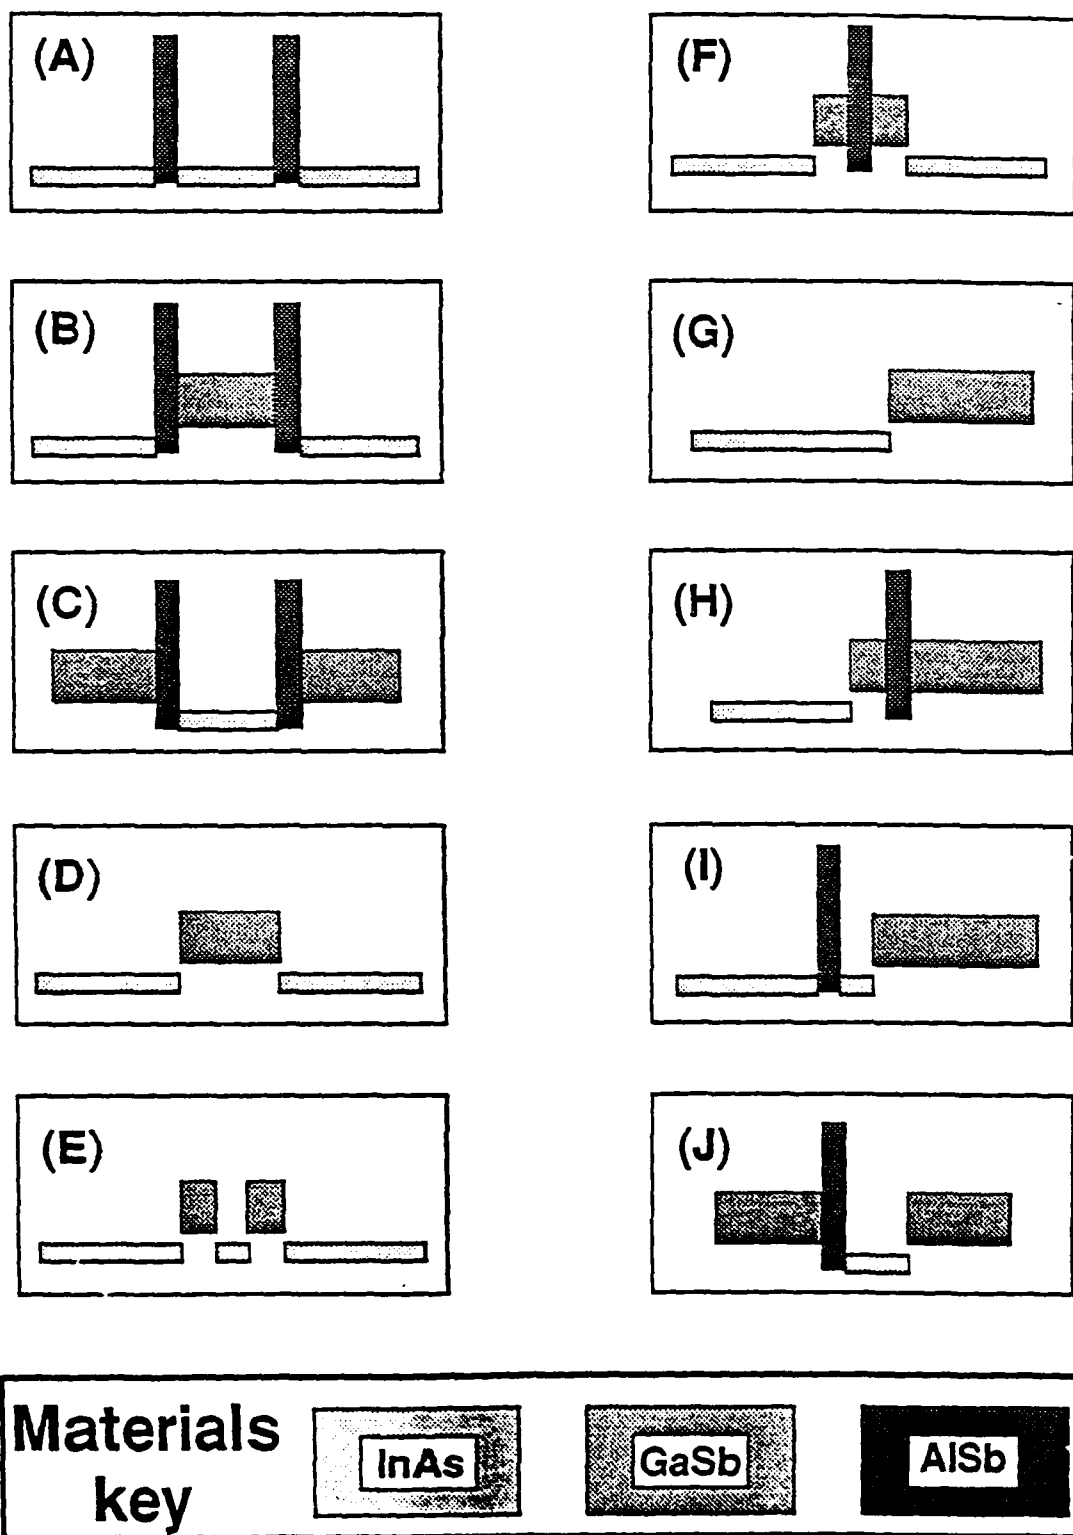 (A)
(B)
(C)
(D)
(E)
(F)
(G)
(H)
(I)
(J)
Materials
key
InAs
GaSb
AlSb